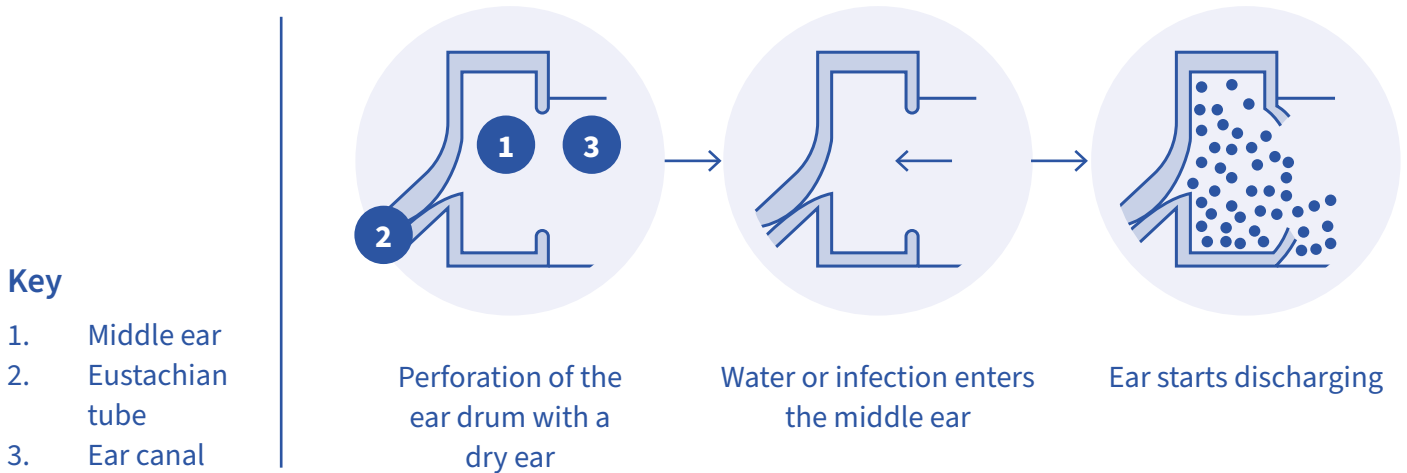 1
3
2
Key
1. Middle ear
2. Eustachian
tube
3. Ear canal
Perforation of the
ear drum with a
dry ear
Water or infection enters
the middle ear
Ear starts discharging